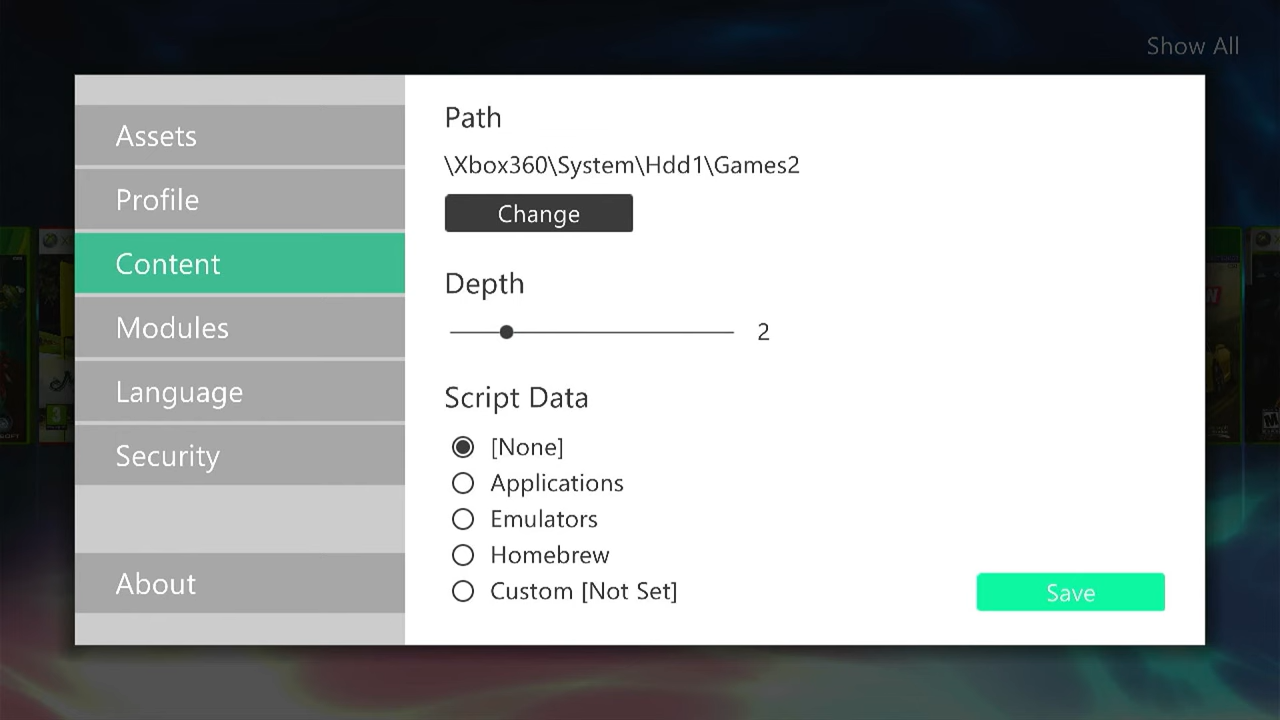 Show All
Assets
Profile
Content
Modules
Language
Security
About
Path
\Xbox360\System\Hdd1\Games2
Change
Depth
2
Script Data
[None]
Applications
Emulators
Homebrew
Custom [Not Set]
Save